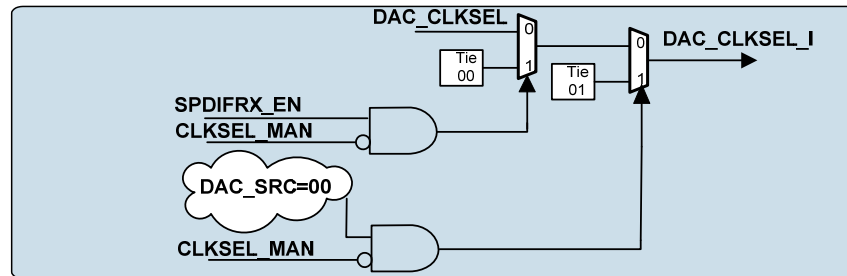 DAC_CLKSEL
0
Tie
00
1
0
DAC_CLKSEL_I
Tie
01
1
SPDIFRX_EN
CLKSEL_MAN
DAC_SRC=00
CLKSEL_MAN